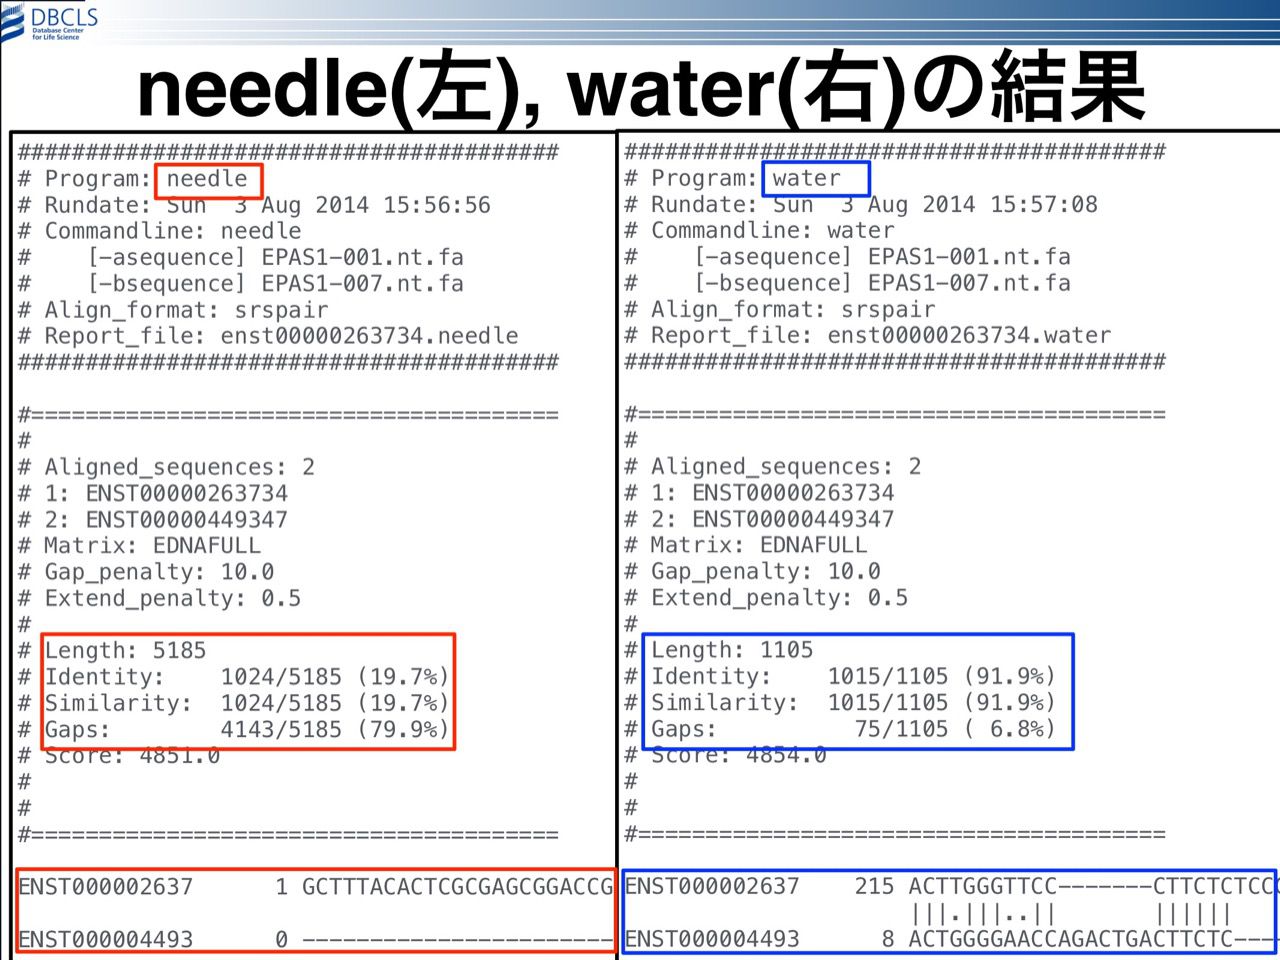 DBCLS
Database Center
for Life Science
needle(左), water(右)の結果
########################################
# Program: needle
# Rundate: Sun  3 Aug 2014 15:56:56
# Commandline: needle
#    [-asequence] EPAS1-001.nt.fa
#    [-bsequence] EPAS1-007.nt.fa
# Align_format: srspair
# Report_file: enst00000263734.needle
########################################
#=======================================
#
# Aligned_sequences: 2
# 1: ENST00000263734
# 2: ENST00000449347
# Matrix: EDNAFULL
# Gap_penalty: 10.0
# Extend_penalty: 0.5
#
# Length: 5185
# Identity:    1024/5185 (19.7%)
# Similarity:  1024/5185 (19.7%)
# Gaps:        4143/5185 (79.9%)
# Score: 4851.0
#
#
#=======================================
ENST000002637      1 GCTTTACACTCGCGAGCGGACCG
ENST000004493      0 -----------------------
########################################
# Program: water
# Rundate: Sun  3 Aug 2014 15:57:08
# Commandline: water
#    [-asequence] EPAS1-001.nt.fa
#    [-bsequence] EPAS1-007.nt.fa
# Align_format: srspair
# Report_file: enst00000263734.water
########################################
#=======================================
#
# Aligned_sequences: 2
# 1: ENST00000263734
# 2: ENST00000449347
# Matrix: EDNAFULL
# Gap_penalty: 10.0
# Extend_penalty: 0.5
#
# Length: 1105
# Identity:    1015/1105 (91.9%)
# Similarity:  1015/1105 (91.9%)
# Gaps:          75/1105 ( 6.8%)
# Score: 4854.0
#
#
#=======================================
ENST000002637    215 ACTTGGGTTCC-------CTTCTCTCC
                     |||.|||..||       ||||||
ENST000004493      8 ACTGGGGAACCAGACTGACTTCTC---